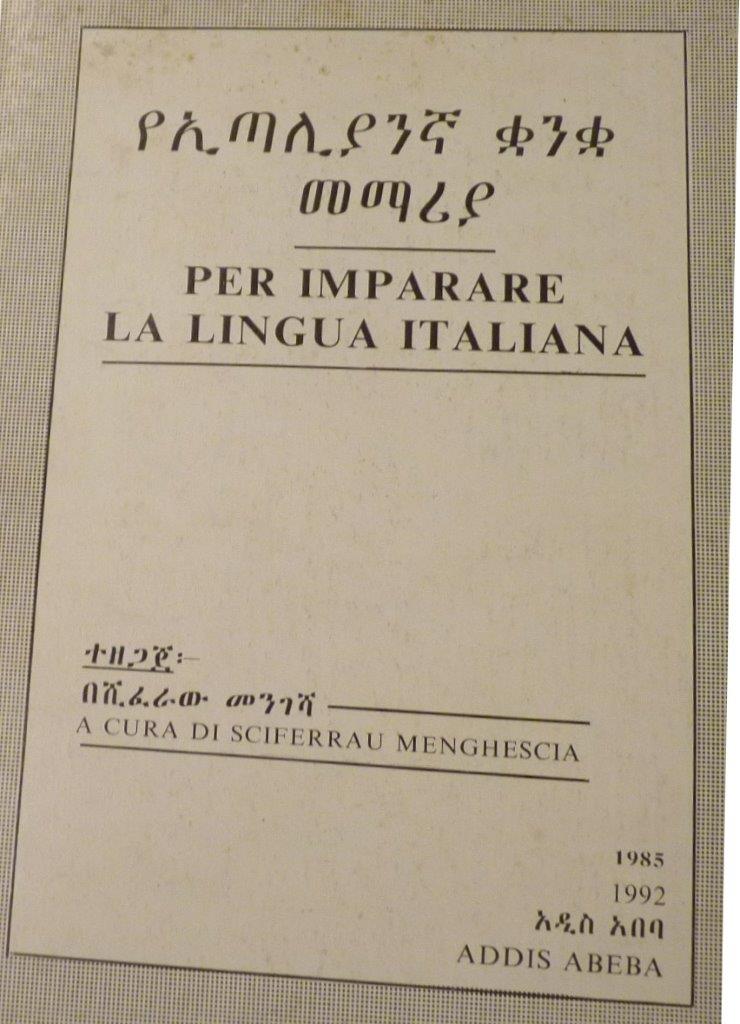 የኢጣሊያንኛ ቋንቋ
መማሪያ
PER IMPARARE
LA LINGUA ITALIANA
ተዘጋጀ፡—
በሺፈራው መንገሻ
A CURA DI SCIFERRAU MENGHESCIA
1985
1992
አዲስ አበባ
ADDIS ABEBA